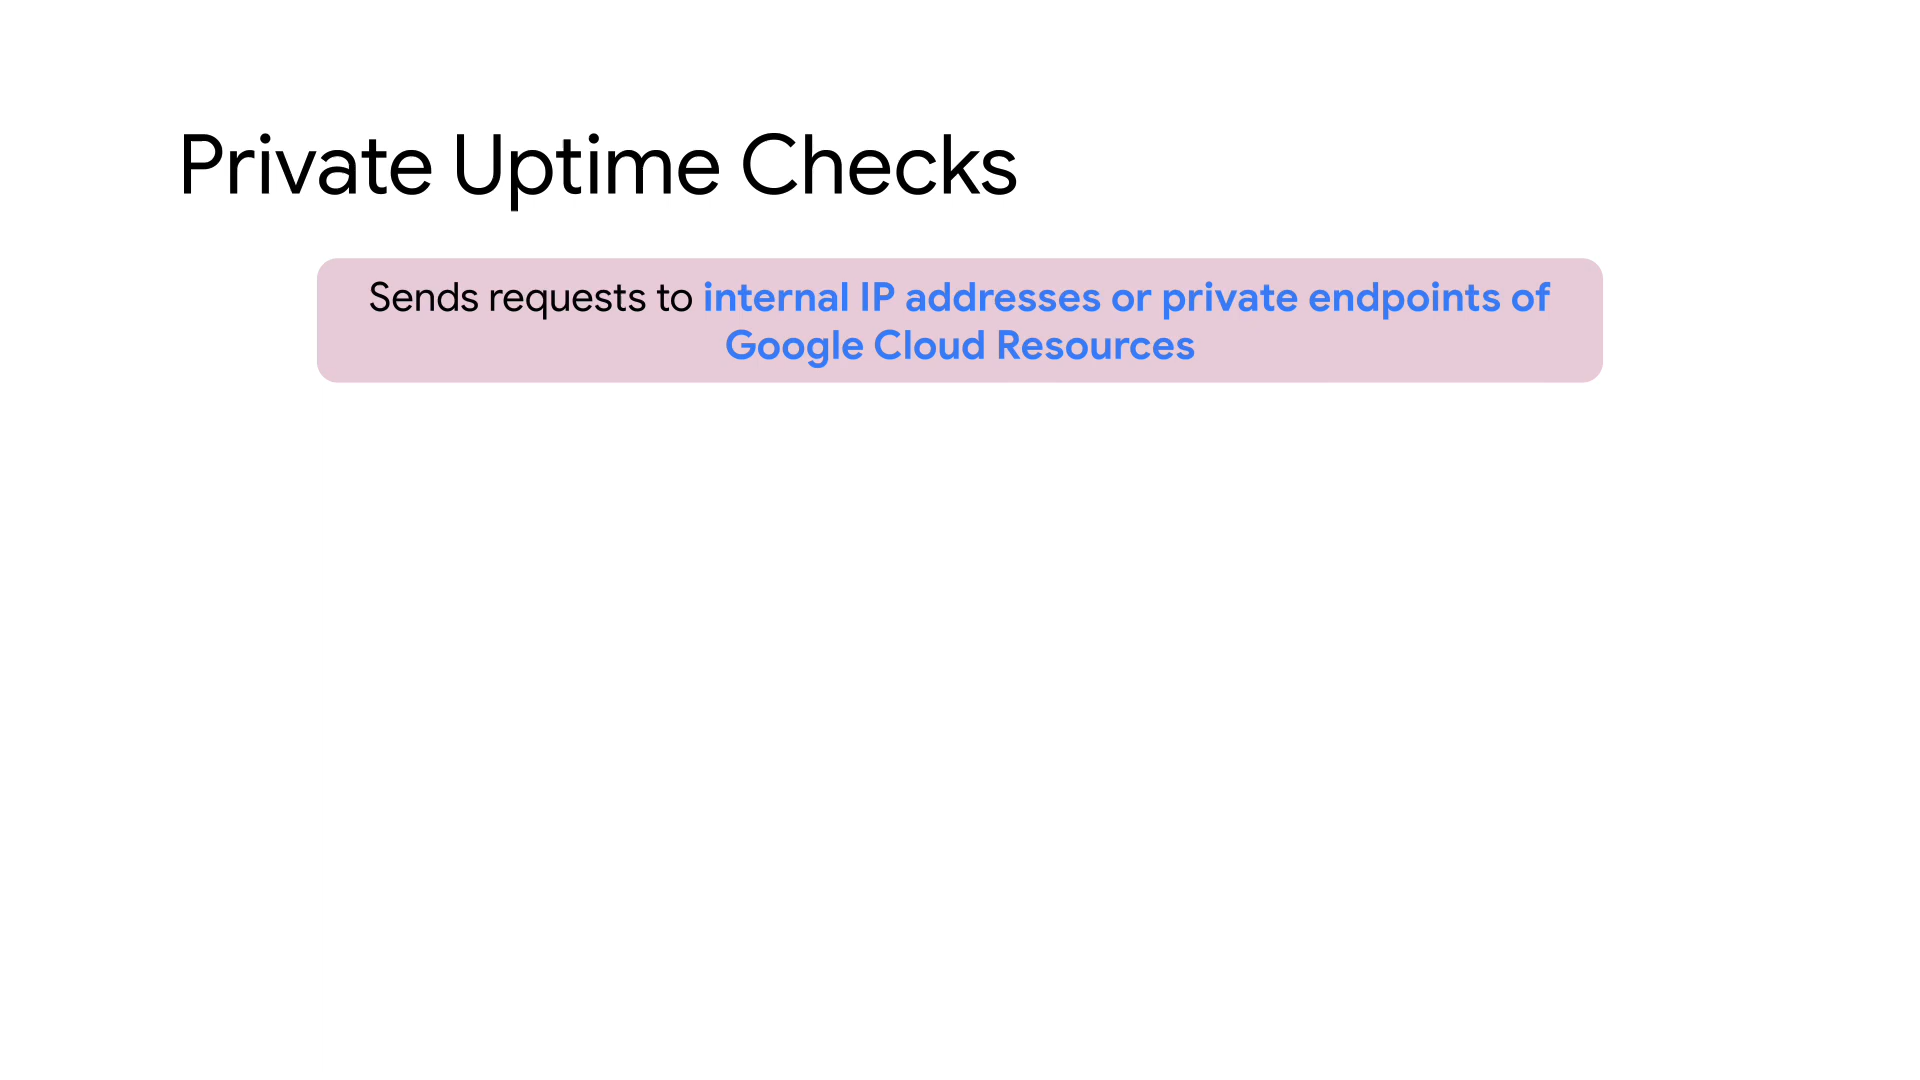 Private Uptime Checks
Sends requests to internal IP addresses or private endpoints of
Google Cloud Resources